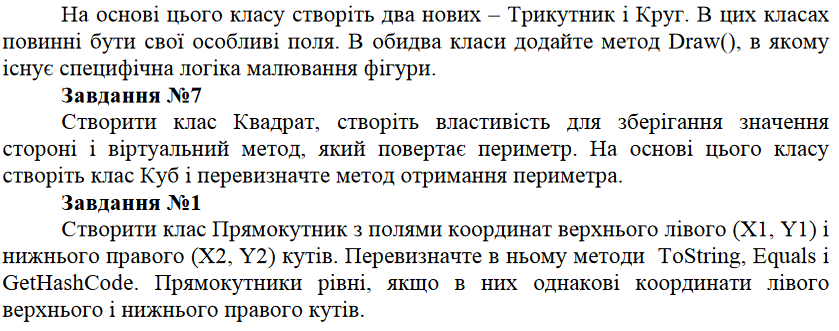 На основі цього класу створіть два нових – Трикутник і Круг. В цих класах
повинні бути свої особливі поля. В обидва класи додайте метод Draw(), в якому
існує специфічна логіка малювання фігури.
Завдання №7
Створити клас Квадрат, створіть властивість для зберігання значення
стороні і віртуальний метод, який повертає периметр. На основі цього класу
створіть клас Куб і перевизначте метод отримання периметра.
Завдання №1
Створити клас Прямокутник з полями координат верхнього лівого (X1, Y1) і
нижнього правого (X2, Y2) кутів. Перевизначте в ньому методи ToString, Equals і
GetHashCode. Прямокутники рівні, якщо в них однакові координати лівого
верхнього і нижнього правого кутів.